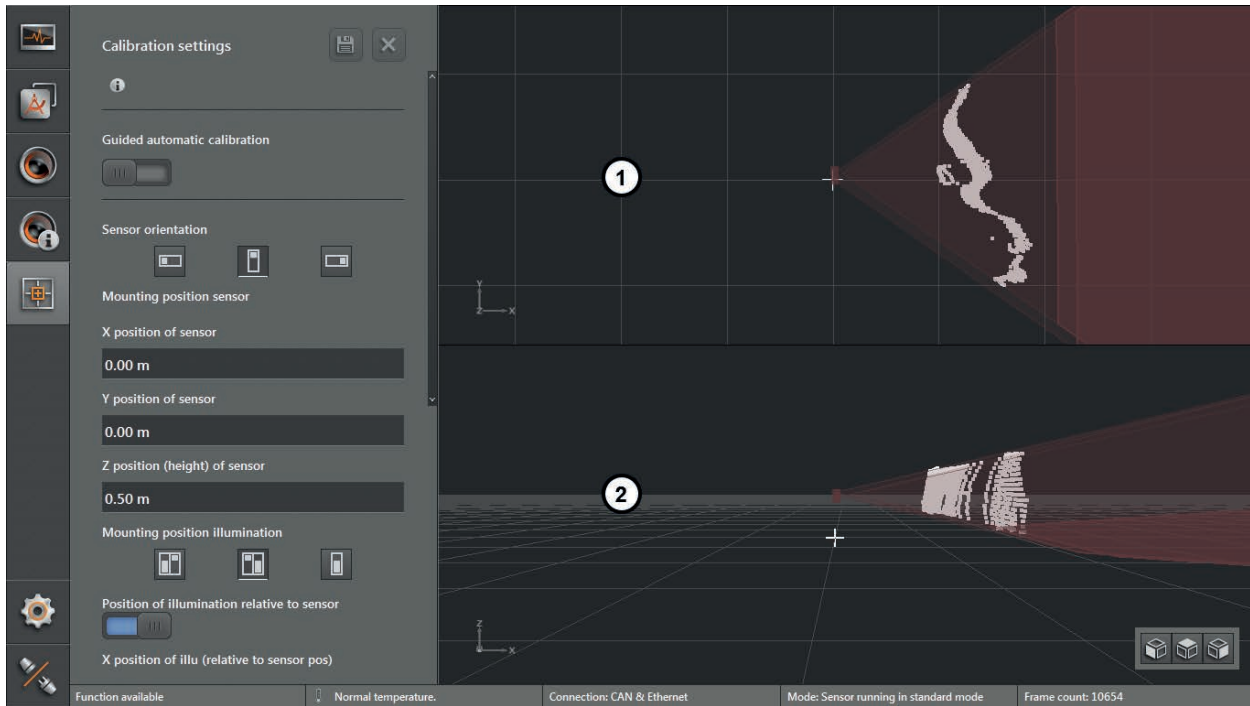 Calibration settings
Guided automatic calibration
Sensor orientation
Mounting position sensor
X position of sensor
0.00 m
Y position of sensor
0.00 m
Z position (height) of sensor
0.50 m
Mounting position illumination
Position of illumination relative to sensor
X position of illu (relative to sensor pos)
1
Y
Z
X
2
Z
X
Function available
Normal temperature.
Connection: CAN & Ethernet
Mode: Sensor running in standard mode
Frame count: 10654